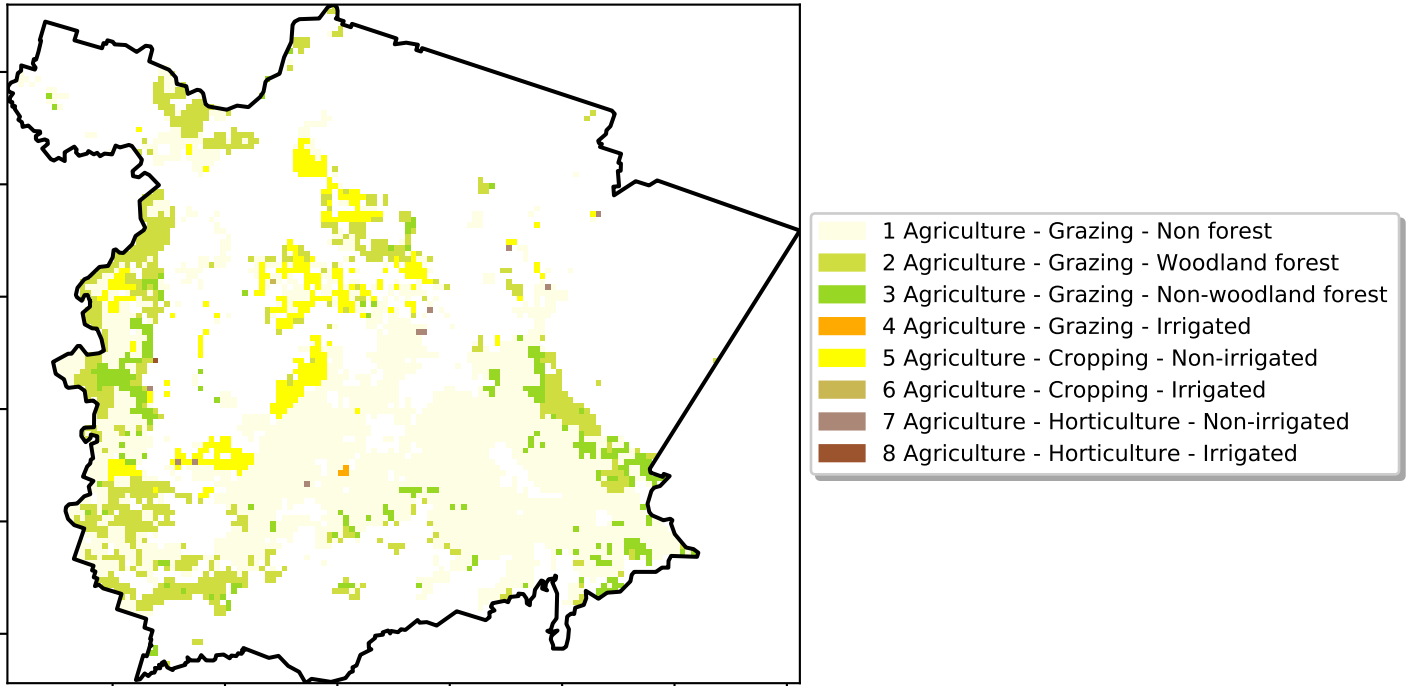 1 Agriculture - Grazing - Non forest
2 Agriculture - Grazing - Woodland forest
3 Agriculture - Grazing - Non-woodland forest
4 Agriculture - Grazing - Irrigated
5 Agriculture - Cropping - Non-irrigated
6 Agriculture - Cropping - Irrigated
7 Agriculture - Horticulture - Non-irrigated
8 Agriculture - Horticulture - Irrigated